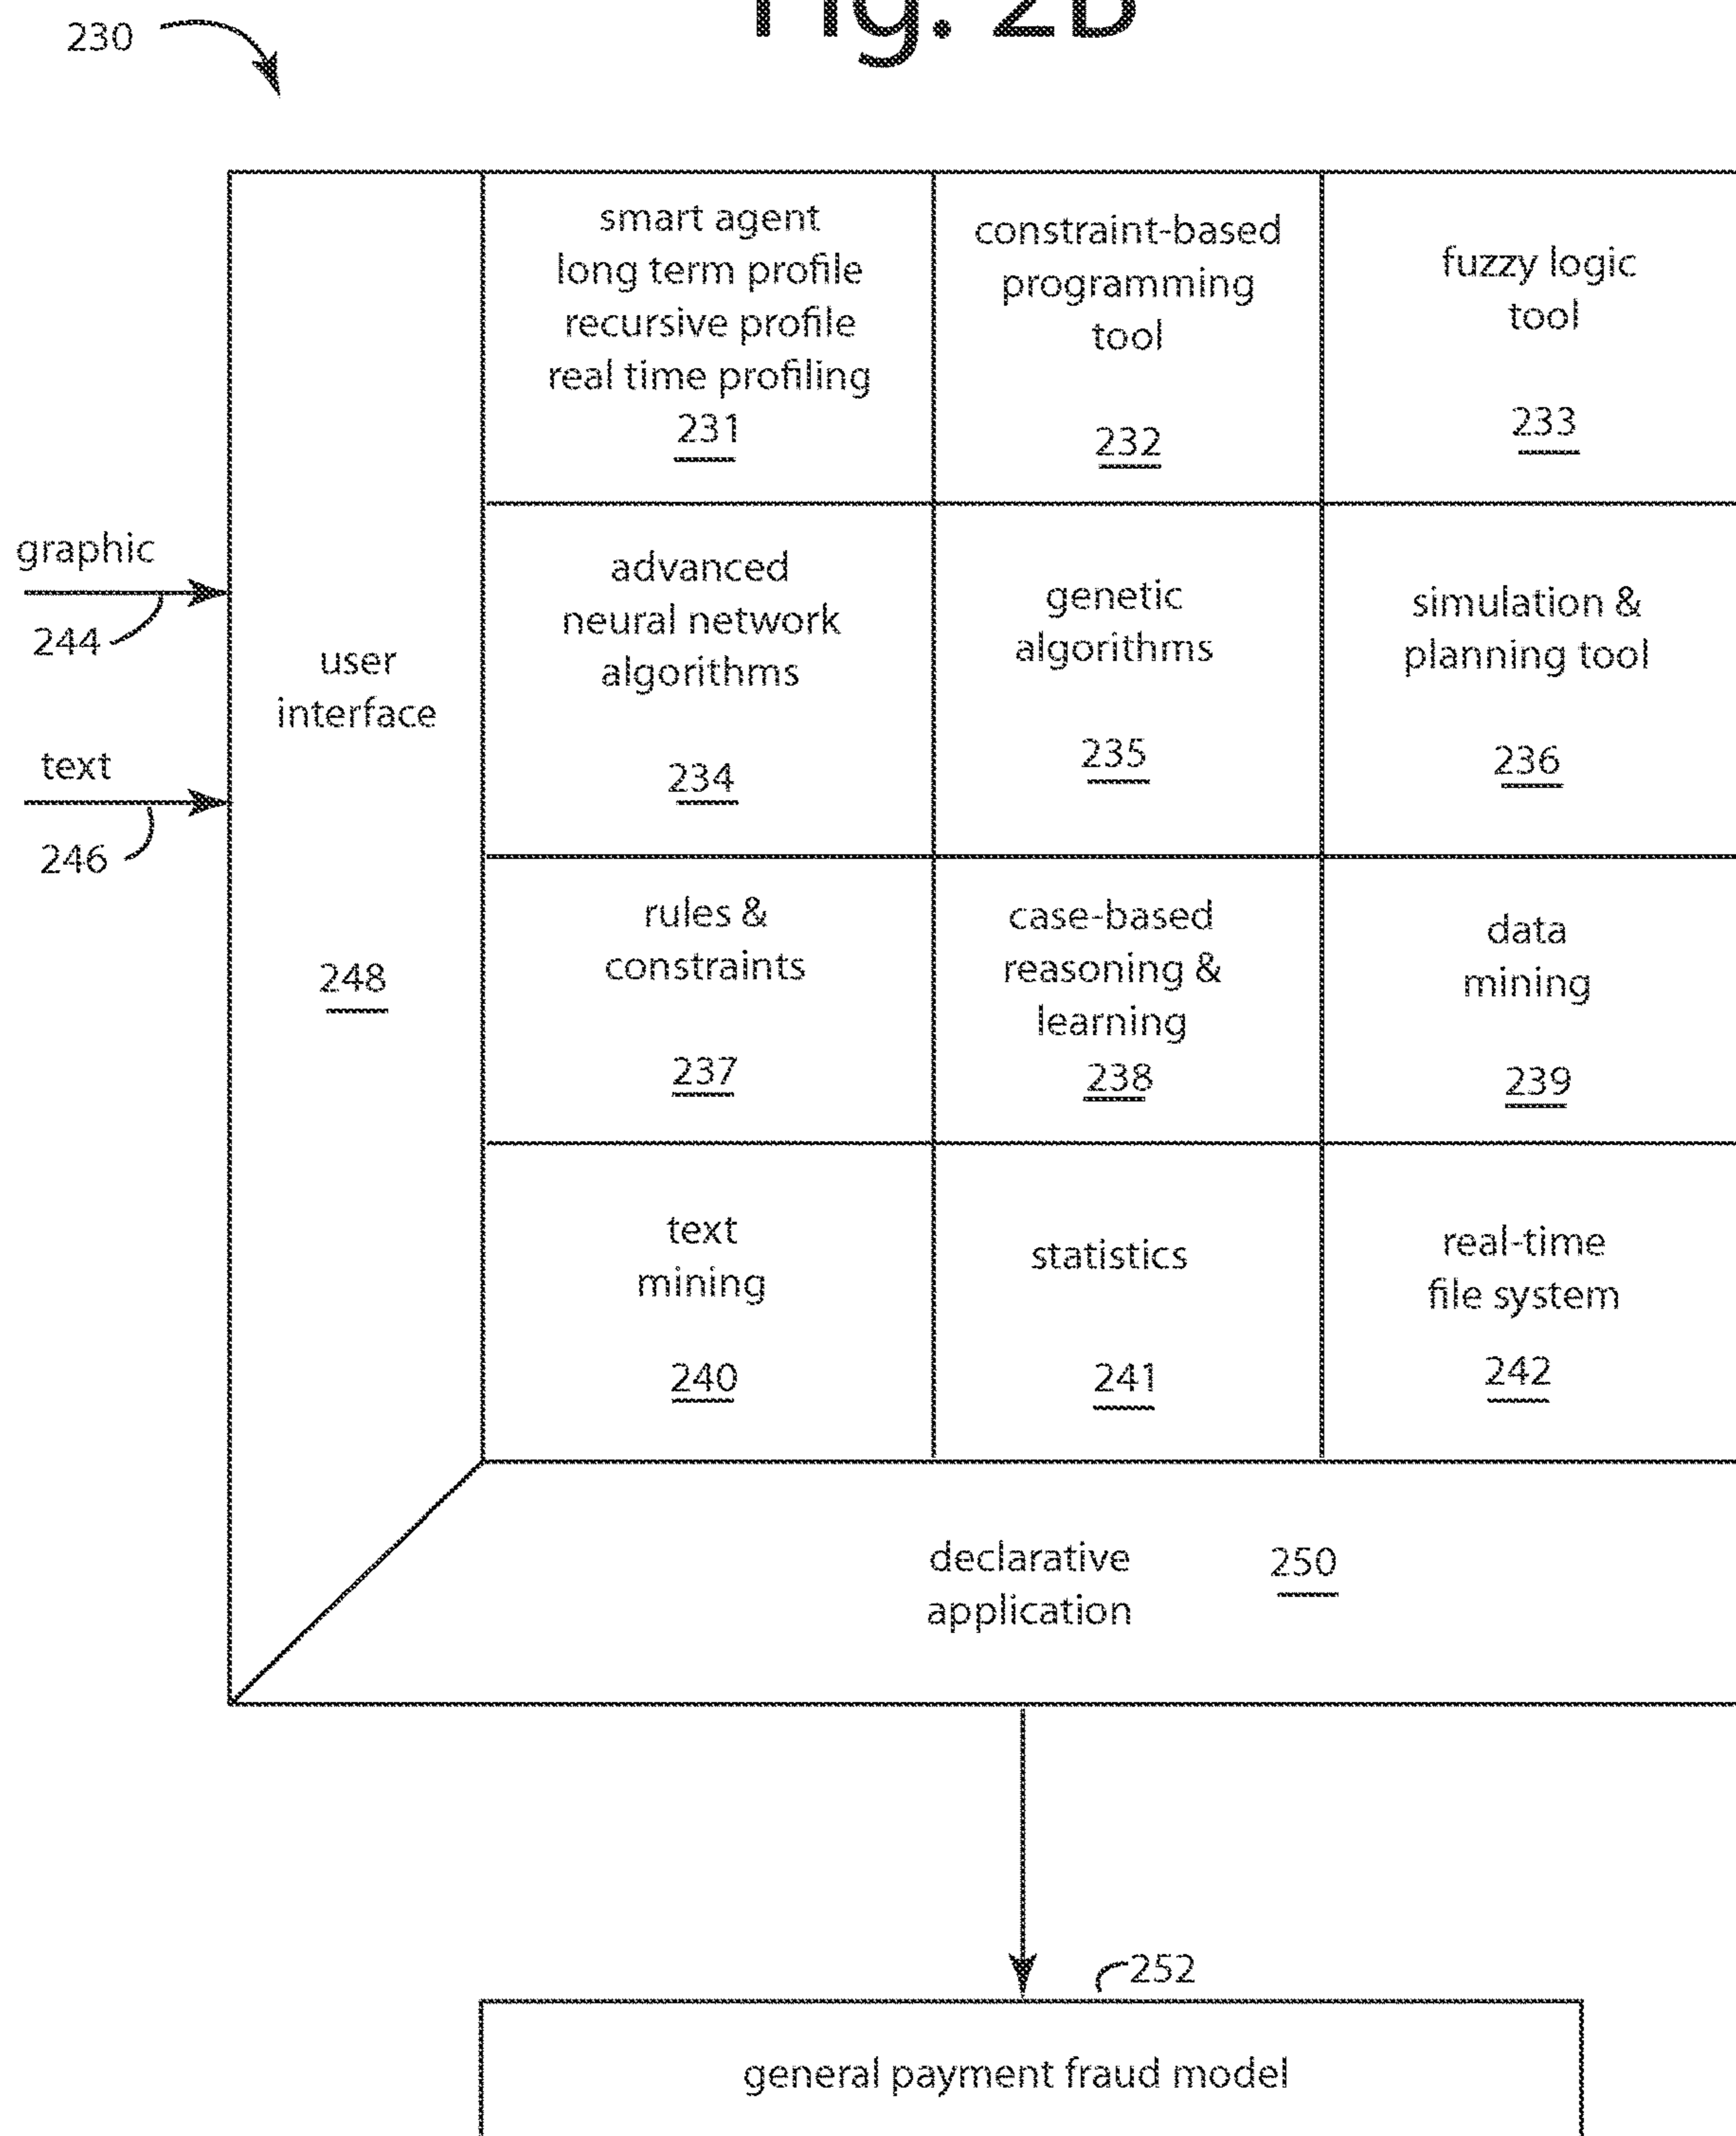 Fig. 2B
230
smart agent
long term profile
recursive profile
real time profiling
231
constraint-based
programming
tool
232
fuzzy logic
tool
233
graphic
244
text
246
user
interface
248
advanced
neural network
algorithms
234
genetic
algorithms
235
simulation &
planning tool
236
rules &
constraints
237
case-based
reasoning &
learning
238
data
mining
239
text
mining
240
statistics
241
real-time
file system
242
declarative
application
250
252
general payment fraud model